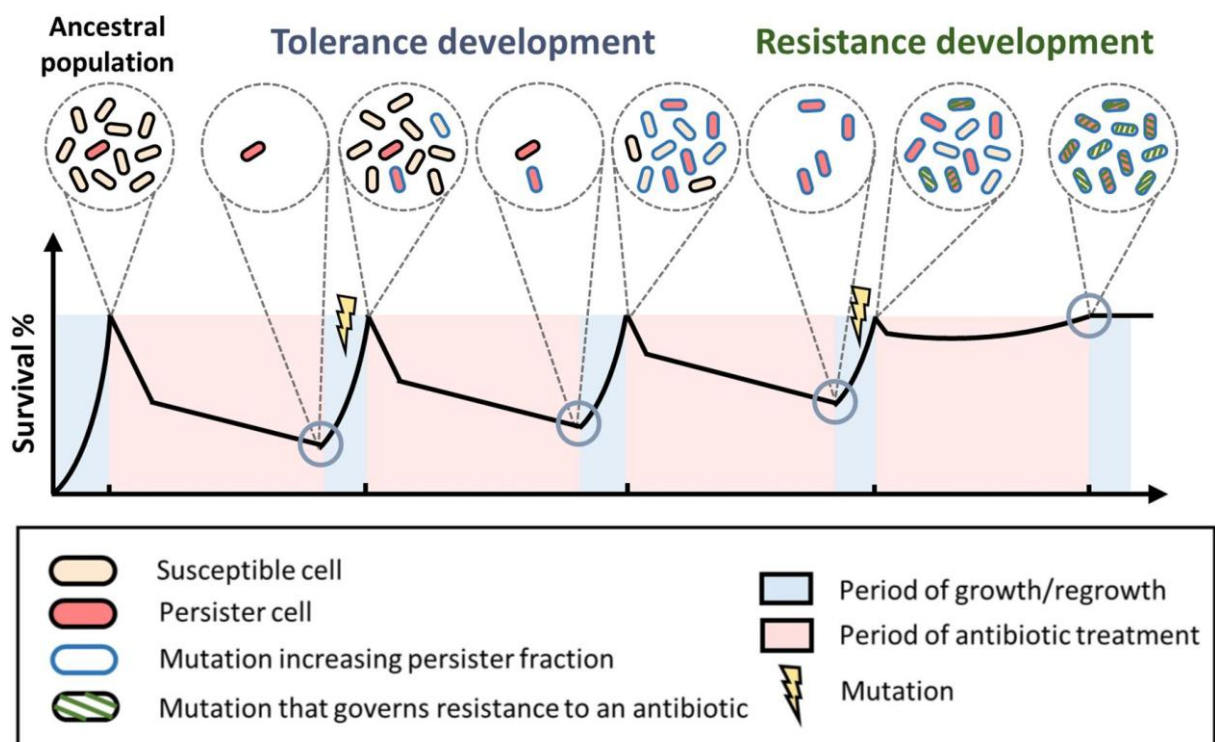 Ancestral
population
Tolerance development
Resistance development
Survival %
Susceptible cell
Persister cell
Mutation increasing persister fraction
Mutation that governs resistance to an antibiotic
Period of growth/regrowth
Period of antibiotic treatment
Mutation